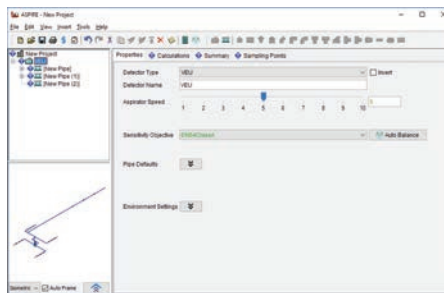 ASPIRE - New Project
File Edit View Insert Tools Help
New Project
[New Pipe]
[New Pipe (1)]
[New Pipe (2)]
Properties Calculations Summary Sampling Points
Detector Type VEU Invert
Detector Name VEU
Aspirator Speed
1 2 3 4 5 6 7 8 9 10
Sensitivity Objective Auto Balance
Pipe Defaults
Environment Settings
Isometric Auto Frame